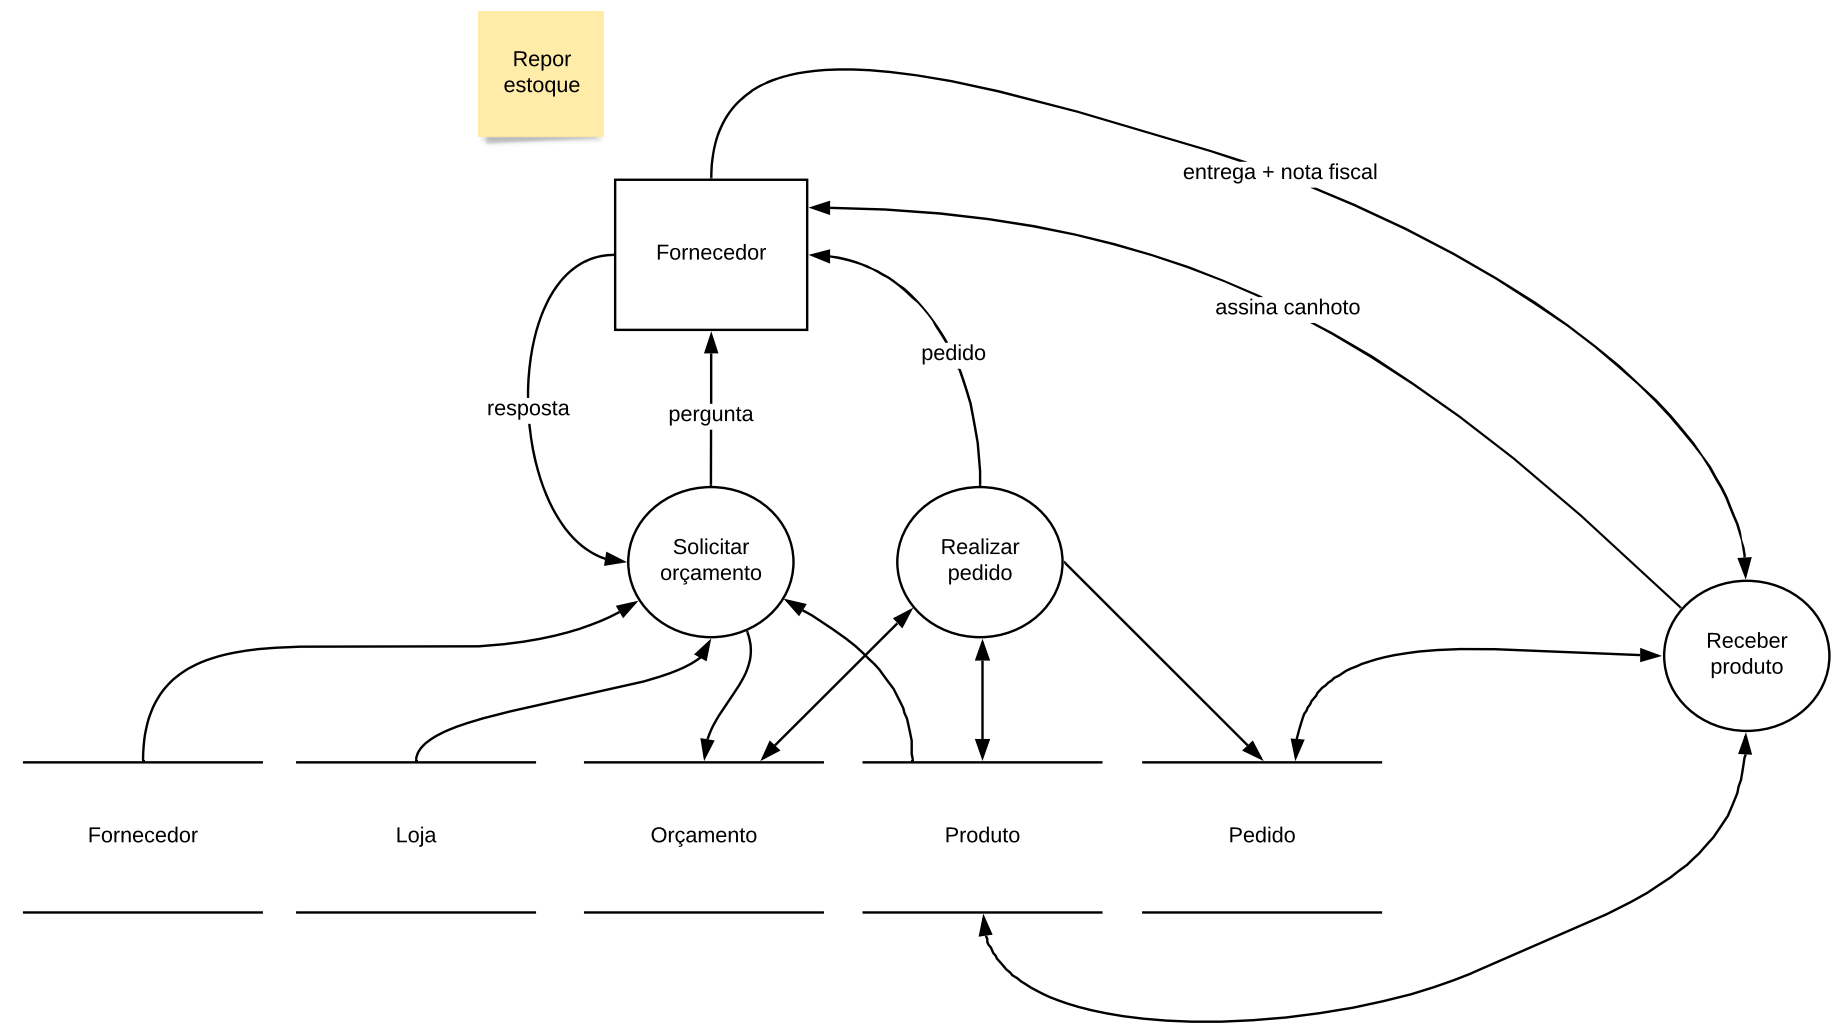 Repor
estoque
entrega + nota fiscal
Fornecedor
assina canhoto
pedido
resposta
pergunta
Solicitar
orçamento
Realizar
pedido
Receber
produto
Fornecedor
Loja
Orçamento
Produto
Pedido